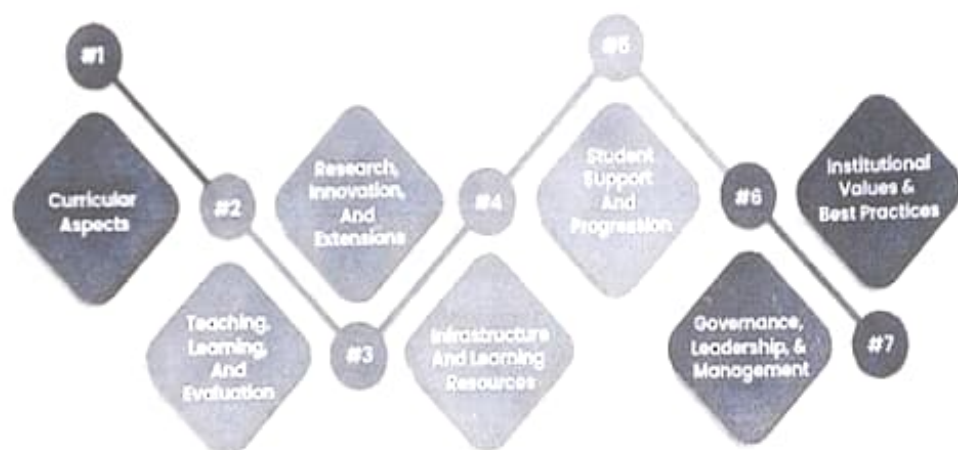 #1
Curricular
Aspects
#2
Teaching,
Learning,
And
Evaluation
#3
Research,
Innovation,
And
Extensions
#4
Infrastructure
And Learning
Resources
#5
Student
Support
And
Progression
#6
Governance,
Leadership, &
Management
#7
Institutional
Values &
Best Practices